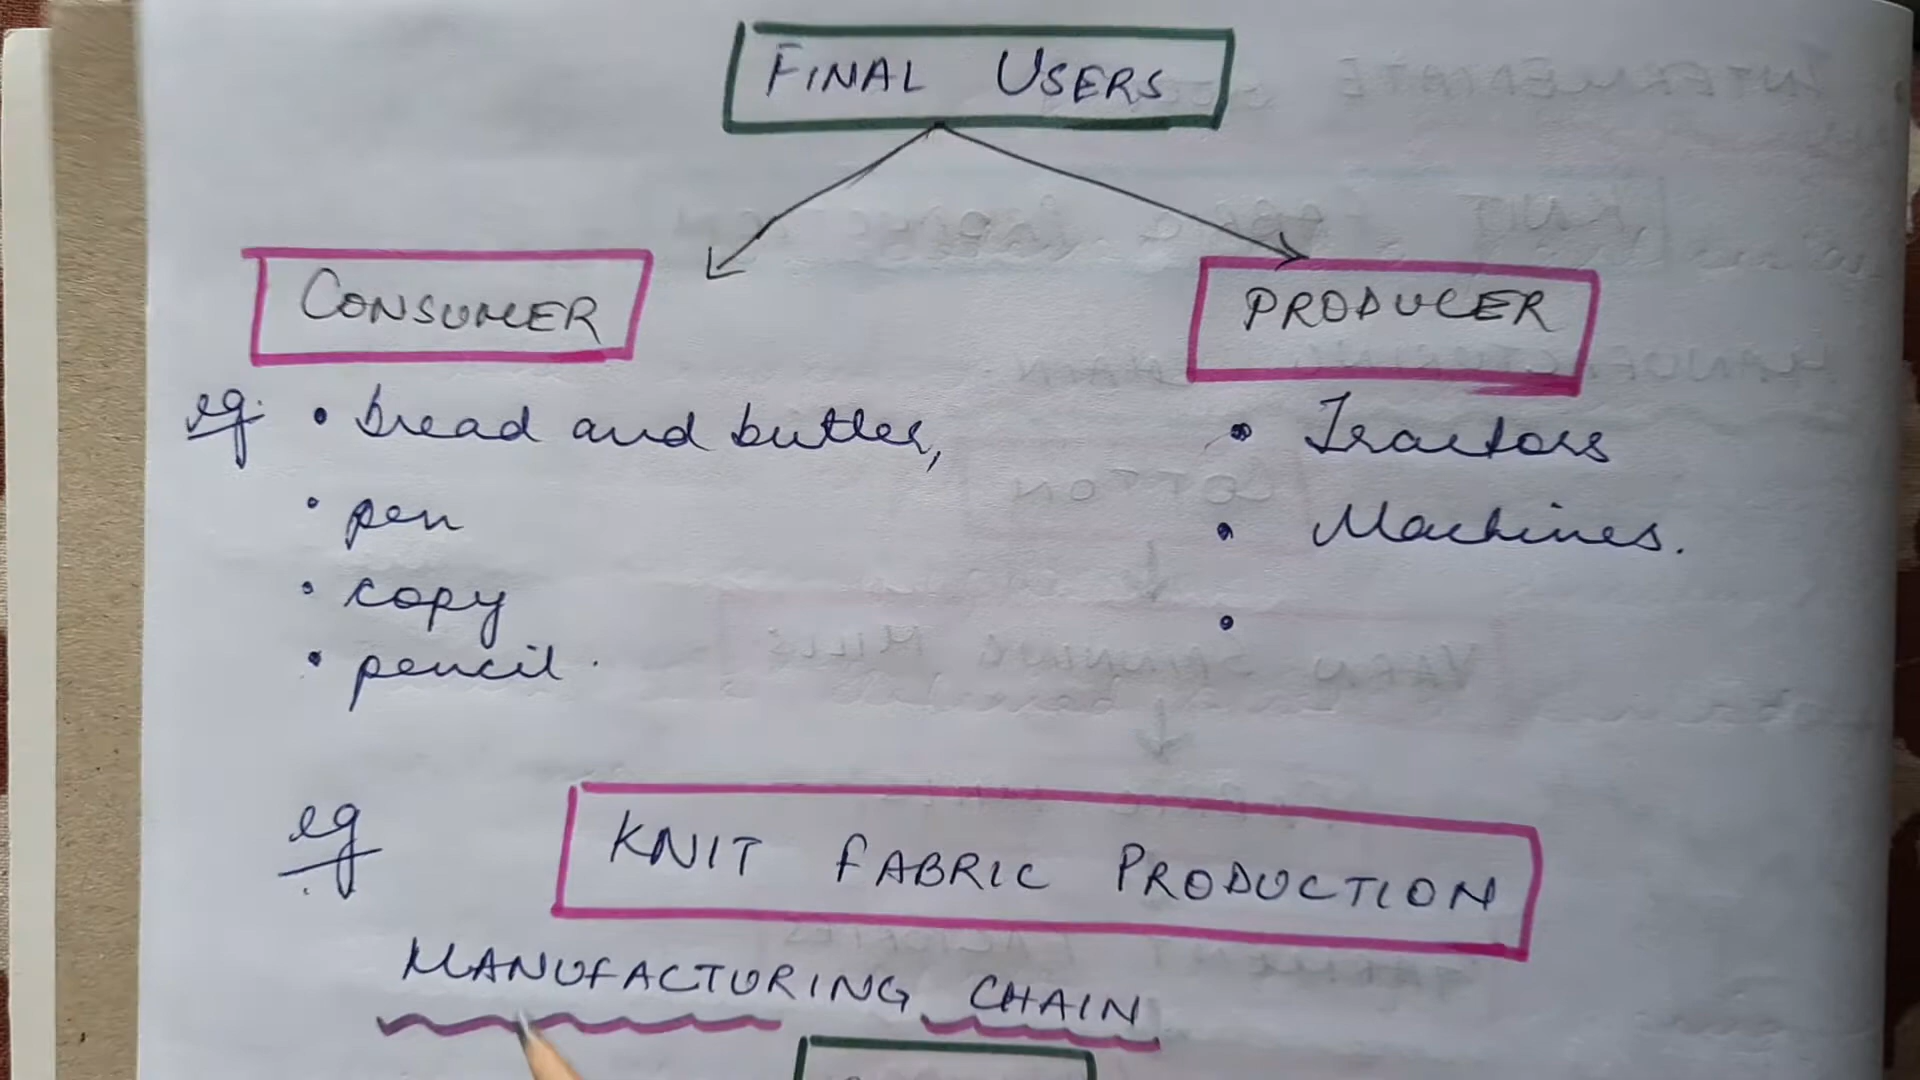 FINAL USERS
CONSUMER
PRODUCER
eg. • bread and butter,
• pen
• copy
• pencil.
• Tractors
• Machines.
•
eg
KNIT FABRIC PRODUCTION
MANUFACTURING CHAIN